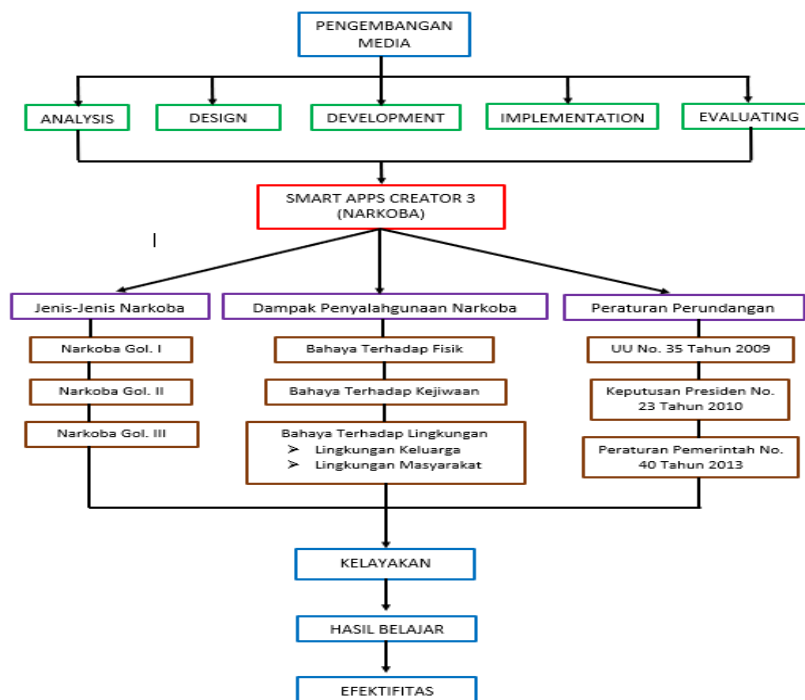 PENGEMBANGAN
MEDIA
ANALYSIS
DESIGN
DEVELOPMENT
IMPLEMENTATION
EVALUATING
SMART APPS CREATOR 3
(NARKOBA)
Jenis-Jenis Narkoba
Dampak Penyalahgunaan Narkoba
Peraturan Perundangan
Narkoba Gol. I
Bahaya Terhadap Fisik
UU No. 35 Tahun 2009
Narkoba Gol. II
Bahaya Terhadap Kejiwaan
Keputusan Presiden No.
23 Tahun 2010
Narkoba Gol. III
Bahaya Terhadap Lingkungan
➢ Lingkungan Keluarga
➢ Lingkungan Masyarakat
Peraturan Pemerintah No.
40 Tahun 2013
KELAYAKAN
HASIL BELAJAR
EFEKTIFITAS